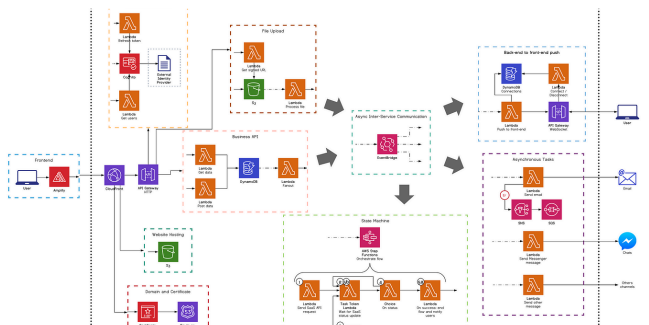 Lambda
Refresh token
Cognito
External
Identity
Provider
Lambda
Get users
File Upload
Lambda
Get signed URL
S3
Lambda
Process file
Back-end to front-end push
DynamoDB
Connections
Lambda
Connect /
Disconnect
Lambda
Push to front-end
API Gateway
WebSocket
User
Async Inter-Service Communication
EventBridge
Business API
Lambda
Get data
Lambda
Post data
DynamoDB
Lambda
Fanout
Frontend
User
Amplify
CloudFront
API Gateway
HTTP
Asynchronous Tasks
Lambda
Send email
SNS
SQS
Email
Lambda
Send Messenger
message
Chats
Lambda
Send other
message
Others
channels
Website Hosting
S3
State Machine
AWS Step
Functions
Orchestrate flow
Lambda
Send SaaS API
request
Task Token
Lambda
Wait for SaaS
status update
Choice
On status
Lambda
On success end
flow and notify
users
Domain and Certificate